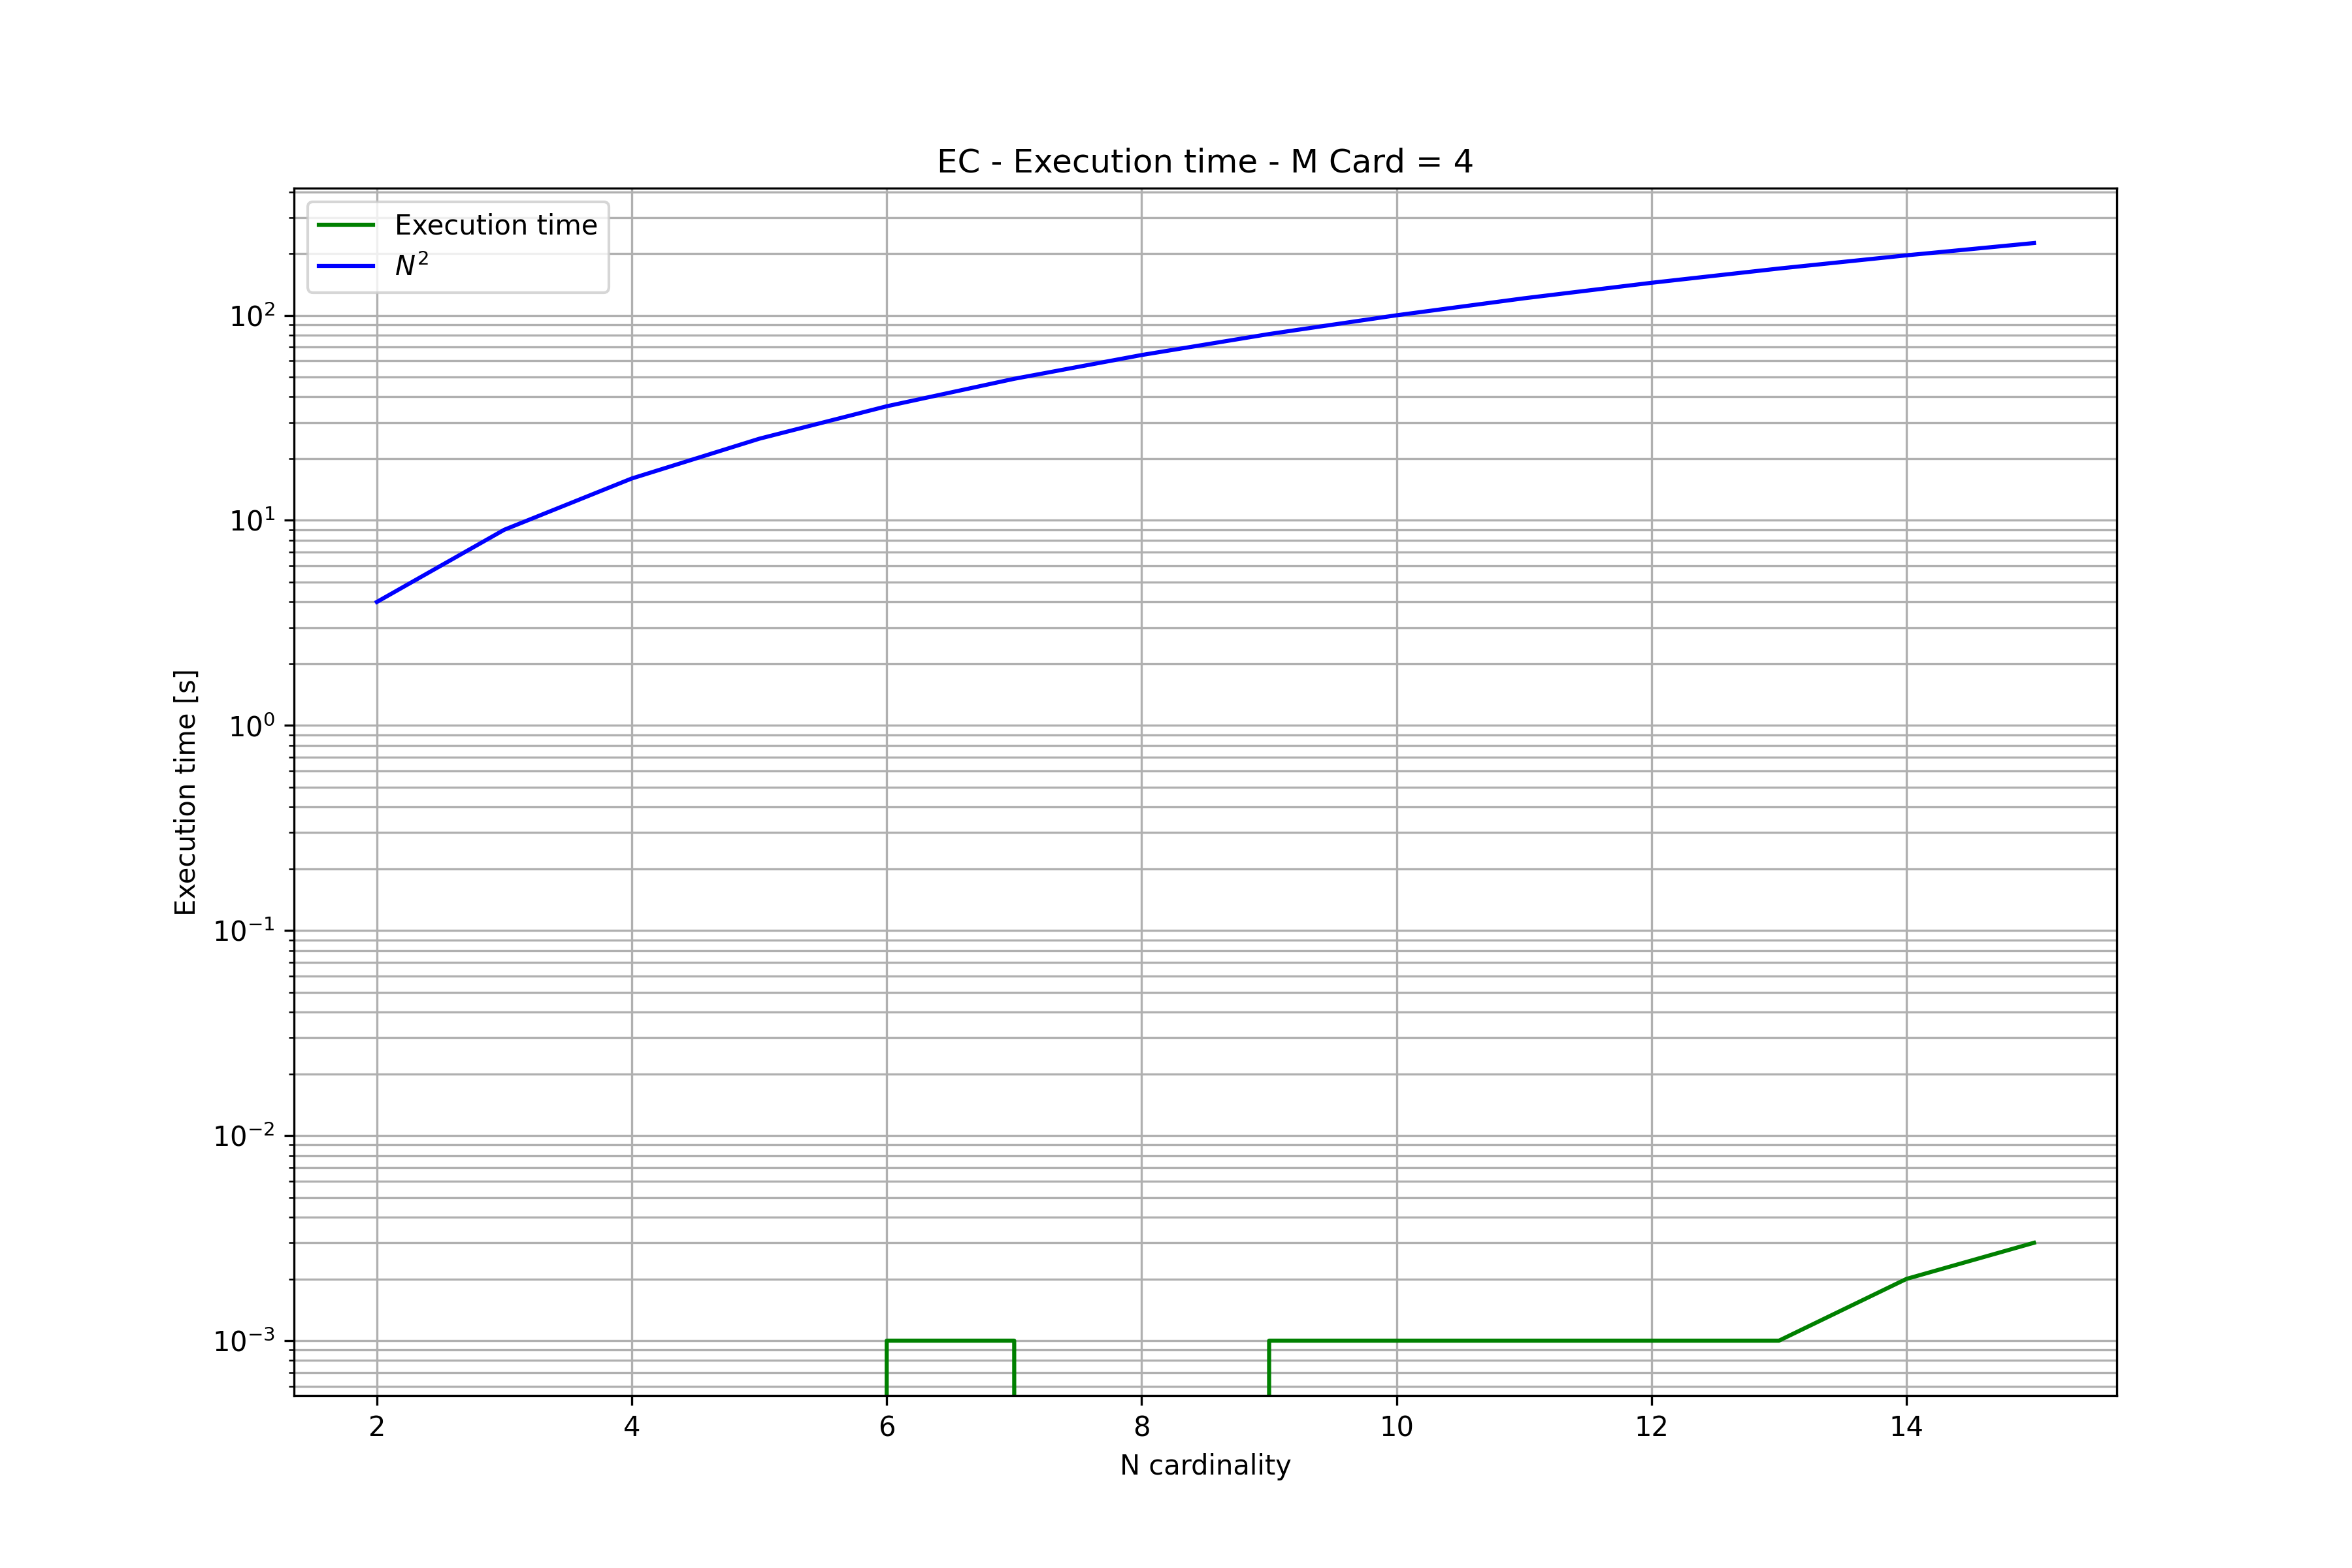 EC - Execution time - M Card = 4
Execution time
N²
10²
10¹
10⁰
10⁻¹
10⁻²
10⁻³
Execution time [s]
2 4 6 8 10 12 14
N cardinality